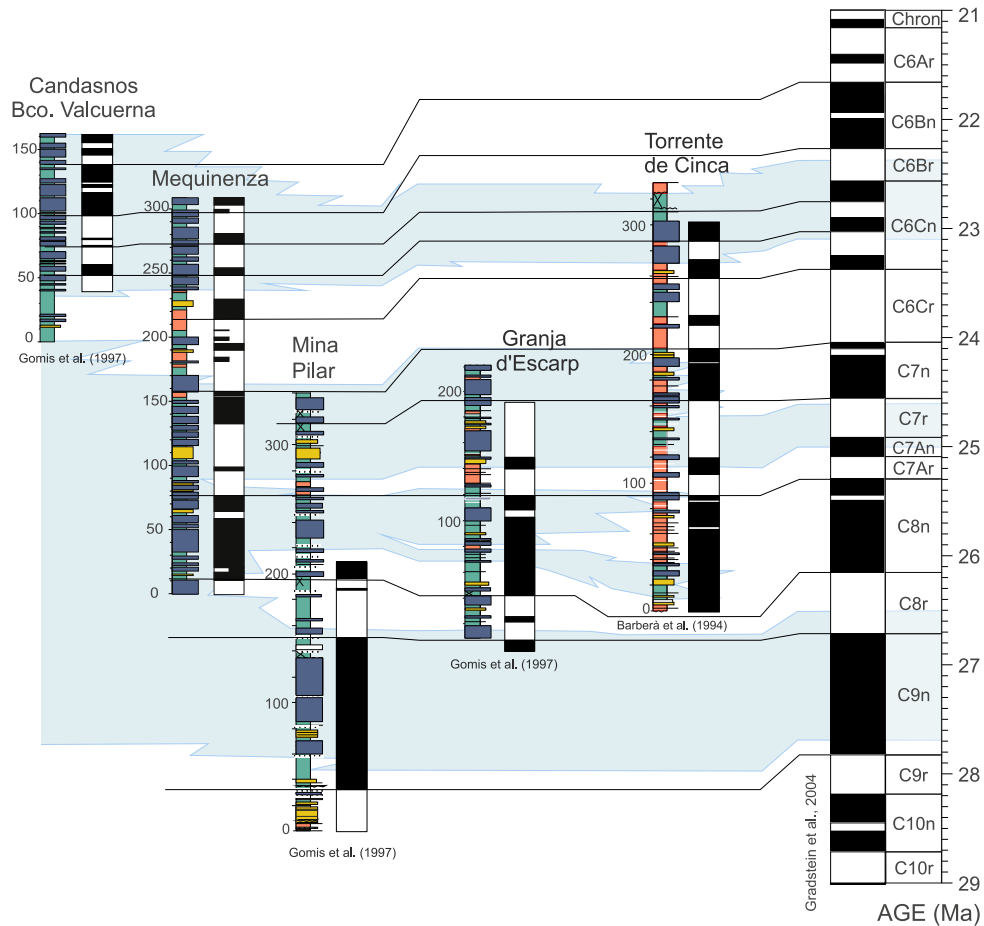 Candasnos
Bco. Valcuerna
150
100
50
0
Gomis et al. (1997)
Mequinenza
300
250
200
150
100
50
0
Mina
Pilar
300
200
100
0
Gomis et al. (1997)
Granja
d'Escarp
200
100
Gomis et al. (1997)
Torrente
de Cinca
300
200
100
0
Barberà et al. (1994)
Chron
C6Ar
C6Bn
C6Br
C6Cn
C6Cr
C7n
C7r
C7An
C7Ar
C8n
C8r
C9n
C9r
C10n
C10r
21
22
23
24
25
26
27
28
29
Gradstein et al., 2004
AGE (Ma)